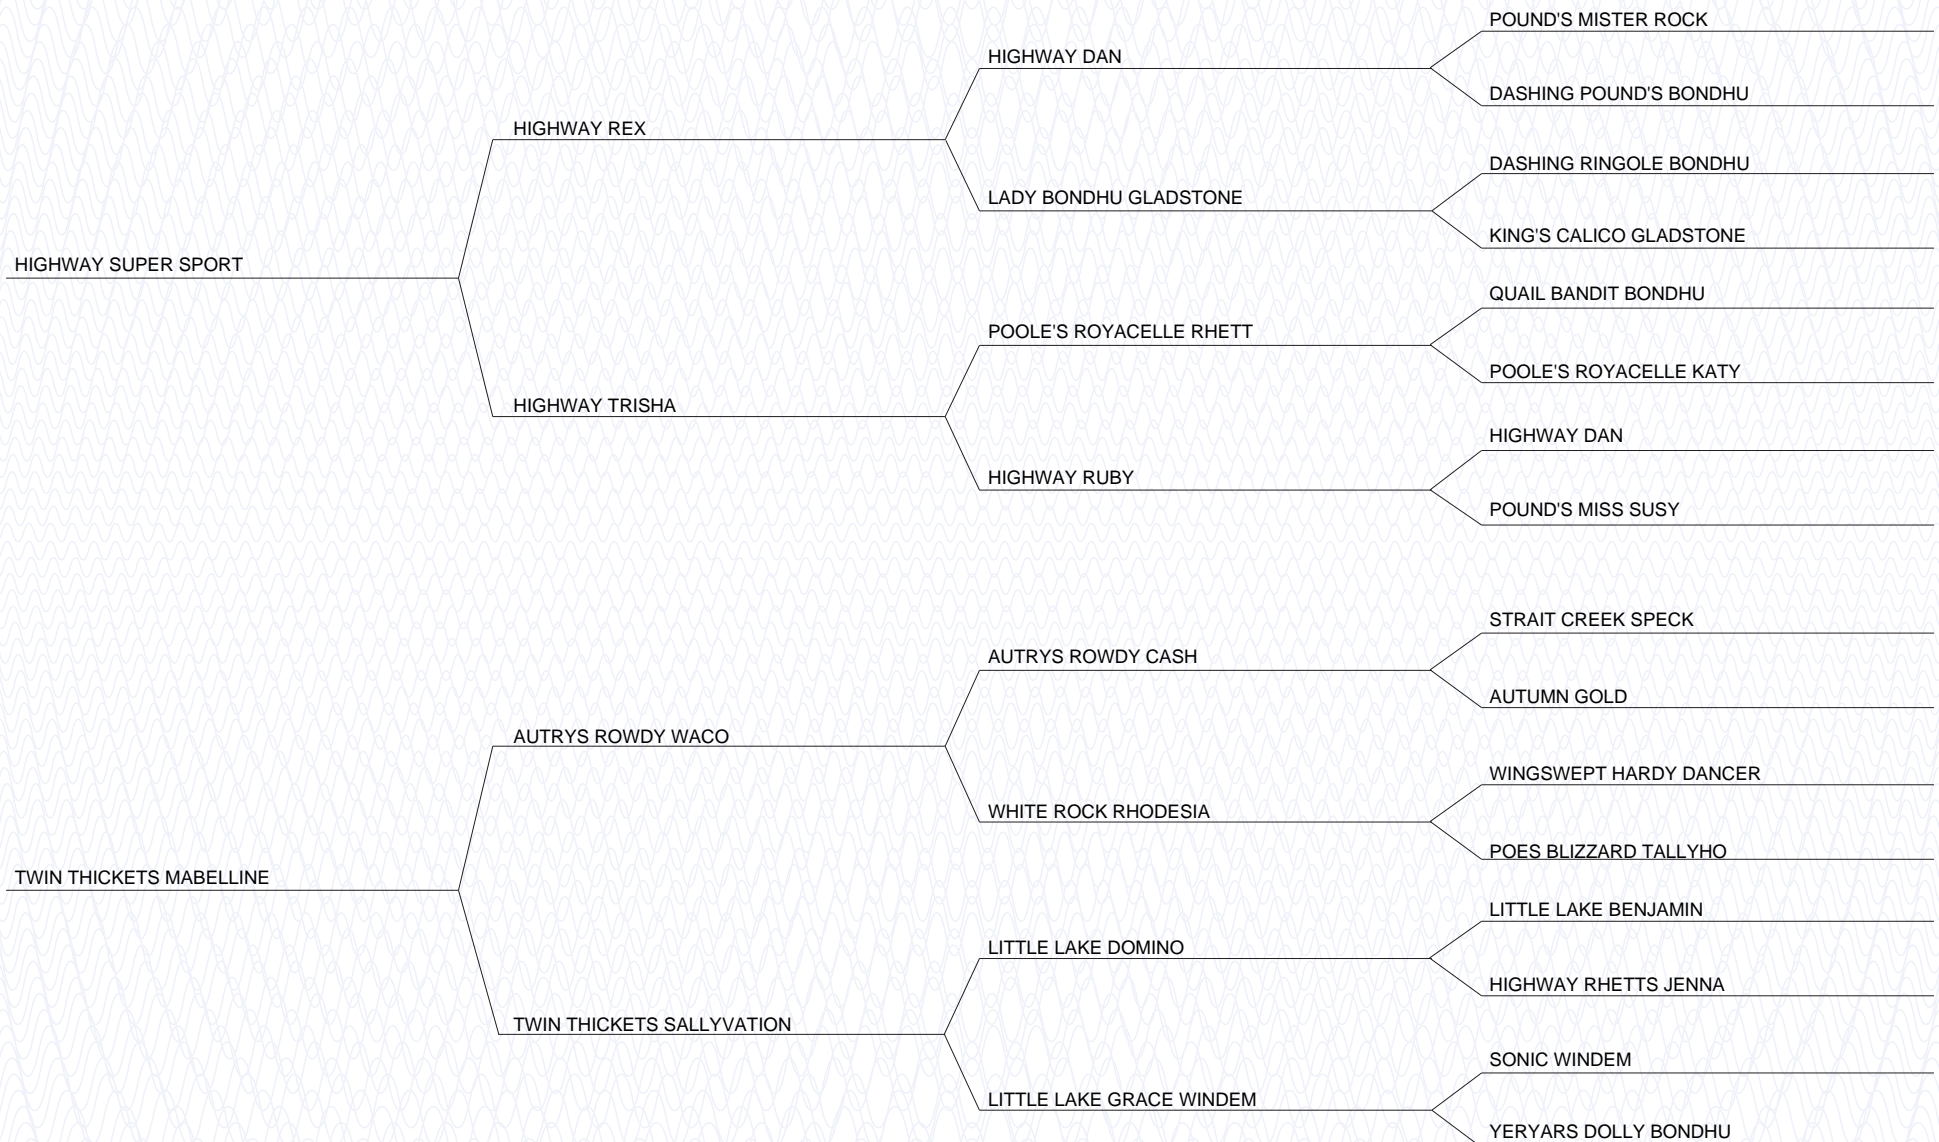 POUND'S MISTER ROCK
HIGHWAY DAN
DASHING POUND'S BONDHU
HIGHWAY REX
DASHING RINGOLE BONDHU
LADY BONDHU GLADSTONE
KING'S CALICO GLADSTONE
HIGHWAY SUPER SPORT
QUAIL BANDIT BONDHU
POOLE'S ROYACELLE RHETT
POOLE'S ROYACELLE KATY
HIGHWAY TRISHA
HIGHWAY DAN
HIGHWAY RUBY
POUND'S MISS SUSY
STRAIT CREEK SPECK
AUTRYS ROWDY CASH
AUTUMN GOLD
AUTRYS ROWDY WACO
WINGSWEPT HARDY DANCER
WHITE ROCK RHODESIA
POES BLIZZARD TALLYHO
TWIN THICKETS MABELLINE
LITTLE LAKE BENJAMIN
LITTLE LAKE DOMINO
HIGHWAY RHETTS JENNA
TWIN THICKETS SALLYVATION
SONIC WINDEM
LITTLE LAKE GRACE WINDEM
YERYARS DOLLY BONDHU